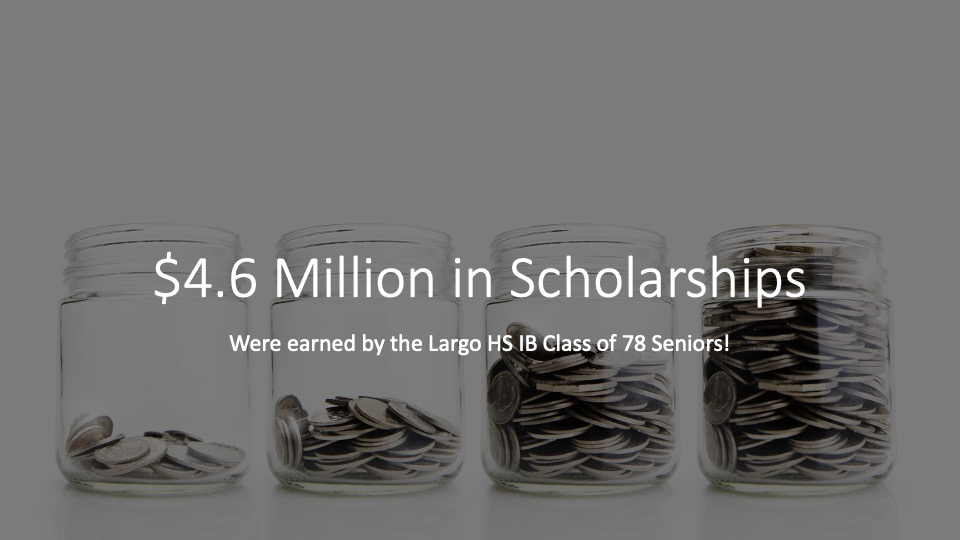 $4.6 Million in Scholarships
Were earned by the Largo HS IB Class of 78 Seniors!